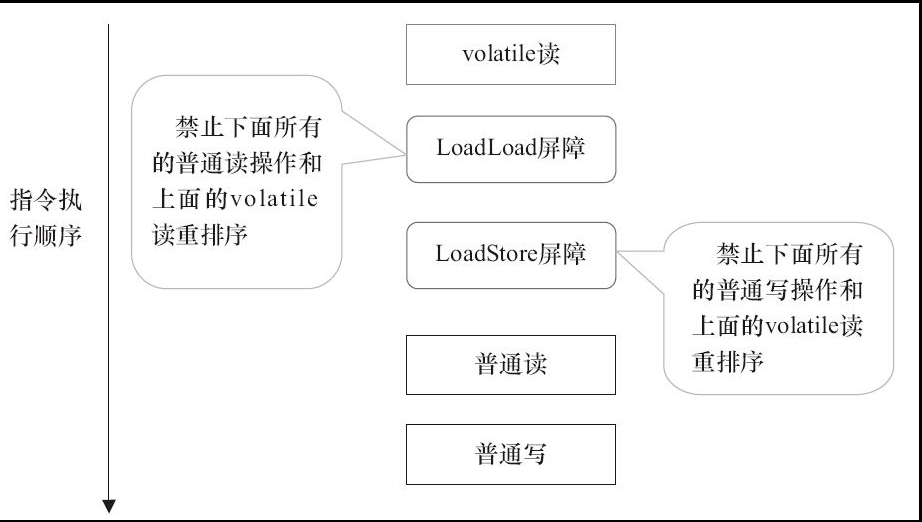 volatile读
禁止下面所有
的普通读操作和
上面的volatile
读重排序
LoadLoad屏障
指令执
行顺序
LoadStore屏障
禁止下面所有
的普通写操作和
上面的volatile读
重排序
普通读
普通写